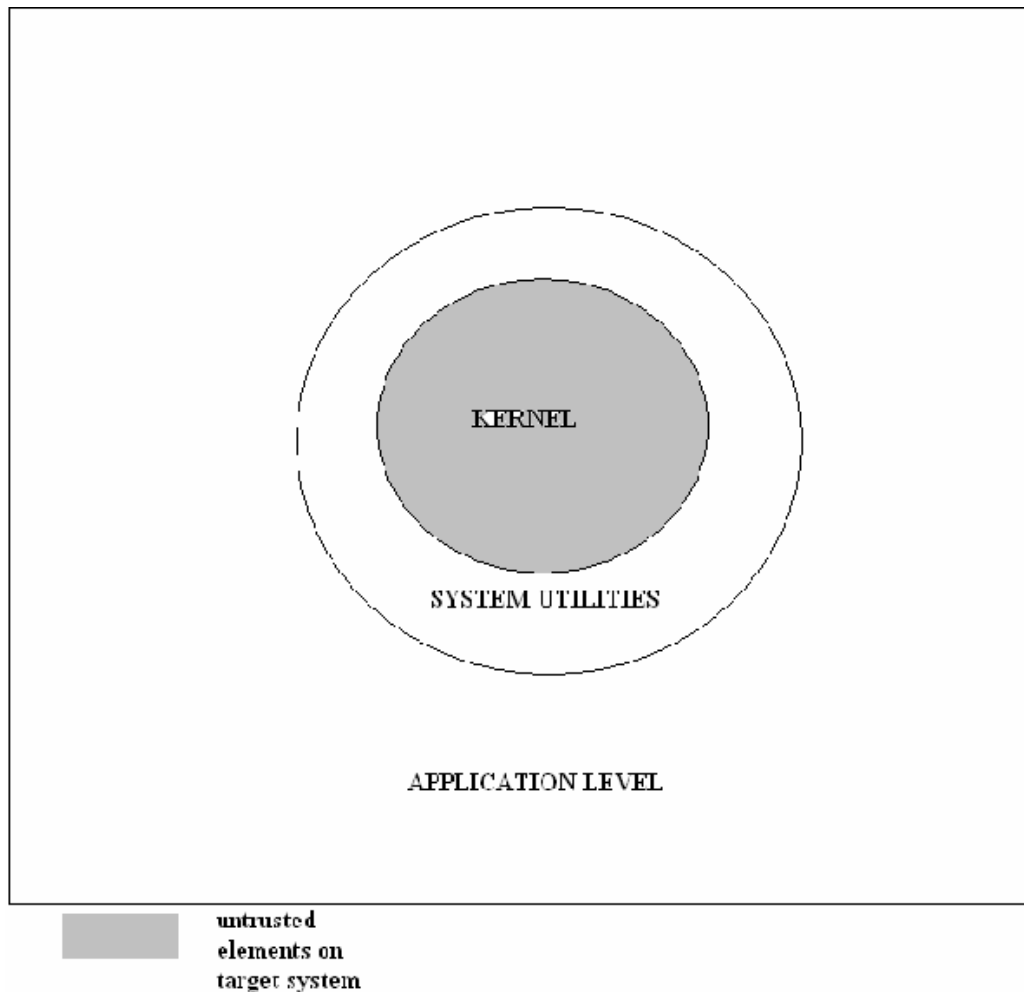 KERNEL
SYSTEM UTILITIES
APPLICATION LEVEL
untrusted
elements on
target system